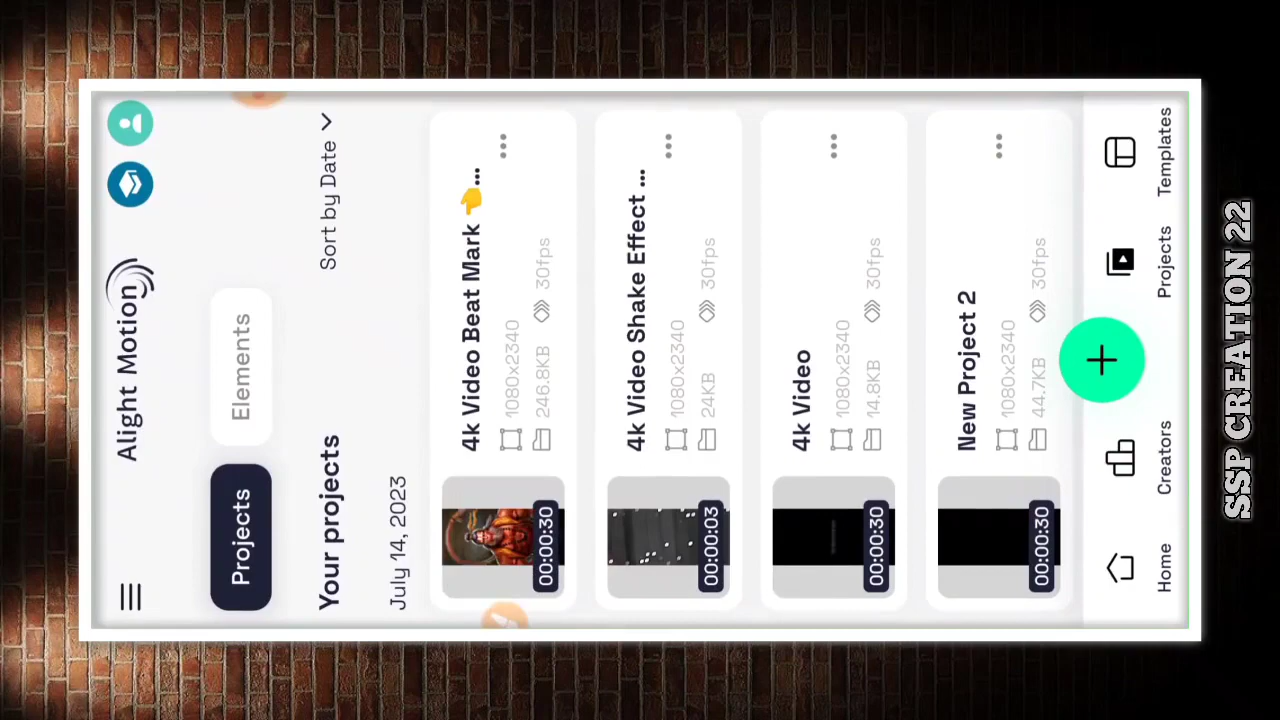 Alight Motion
Projects
Elements
Your projects
Sort by Date
July 14, 2023
4k Video Beat Mark 👈...
1080x2340
246.8KB 30fps
00:00:30
4k Video Shake Effect ...
1080x2340
24KB 30fps
00:00:03
4k Video
1080x2340
14.8KB 30fps
00:00:30
New Project 2
1080x2340
44.7KB 30fps
00:00:30
Home
Creators
Projects
Templates
SSP CREATION 22